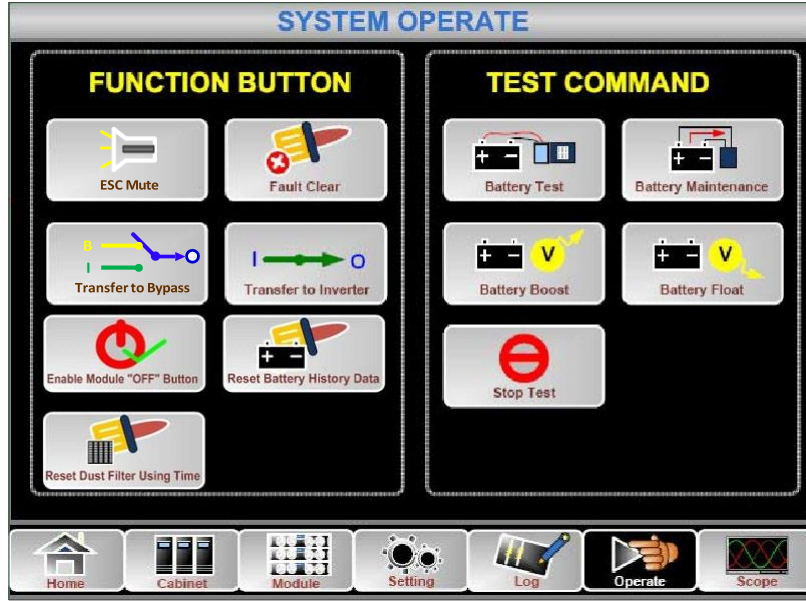 SYSTEM OPERATE
FUNCTION BUTTON
ESC Mute
Fault Clear
B
I
Transfer to Bypass
I O
Transfer to Inverter
Enable Module "OFF" Button
+ -
Reset Battery History Data
Reset Dust Filter Using Time
TEST COMMAND
+ -
Battery Test
+ -
Battery Maintenance
+ - V
Battery Boost
+ - V
Battery Float
Stop Test
Home
Cabinet
Module
Setting
Log
Operate
Scope